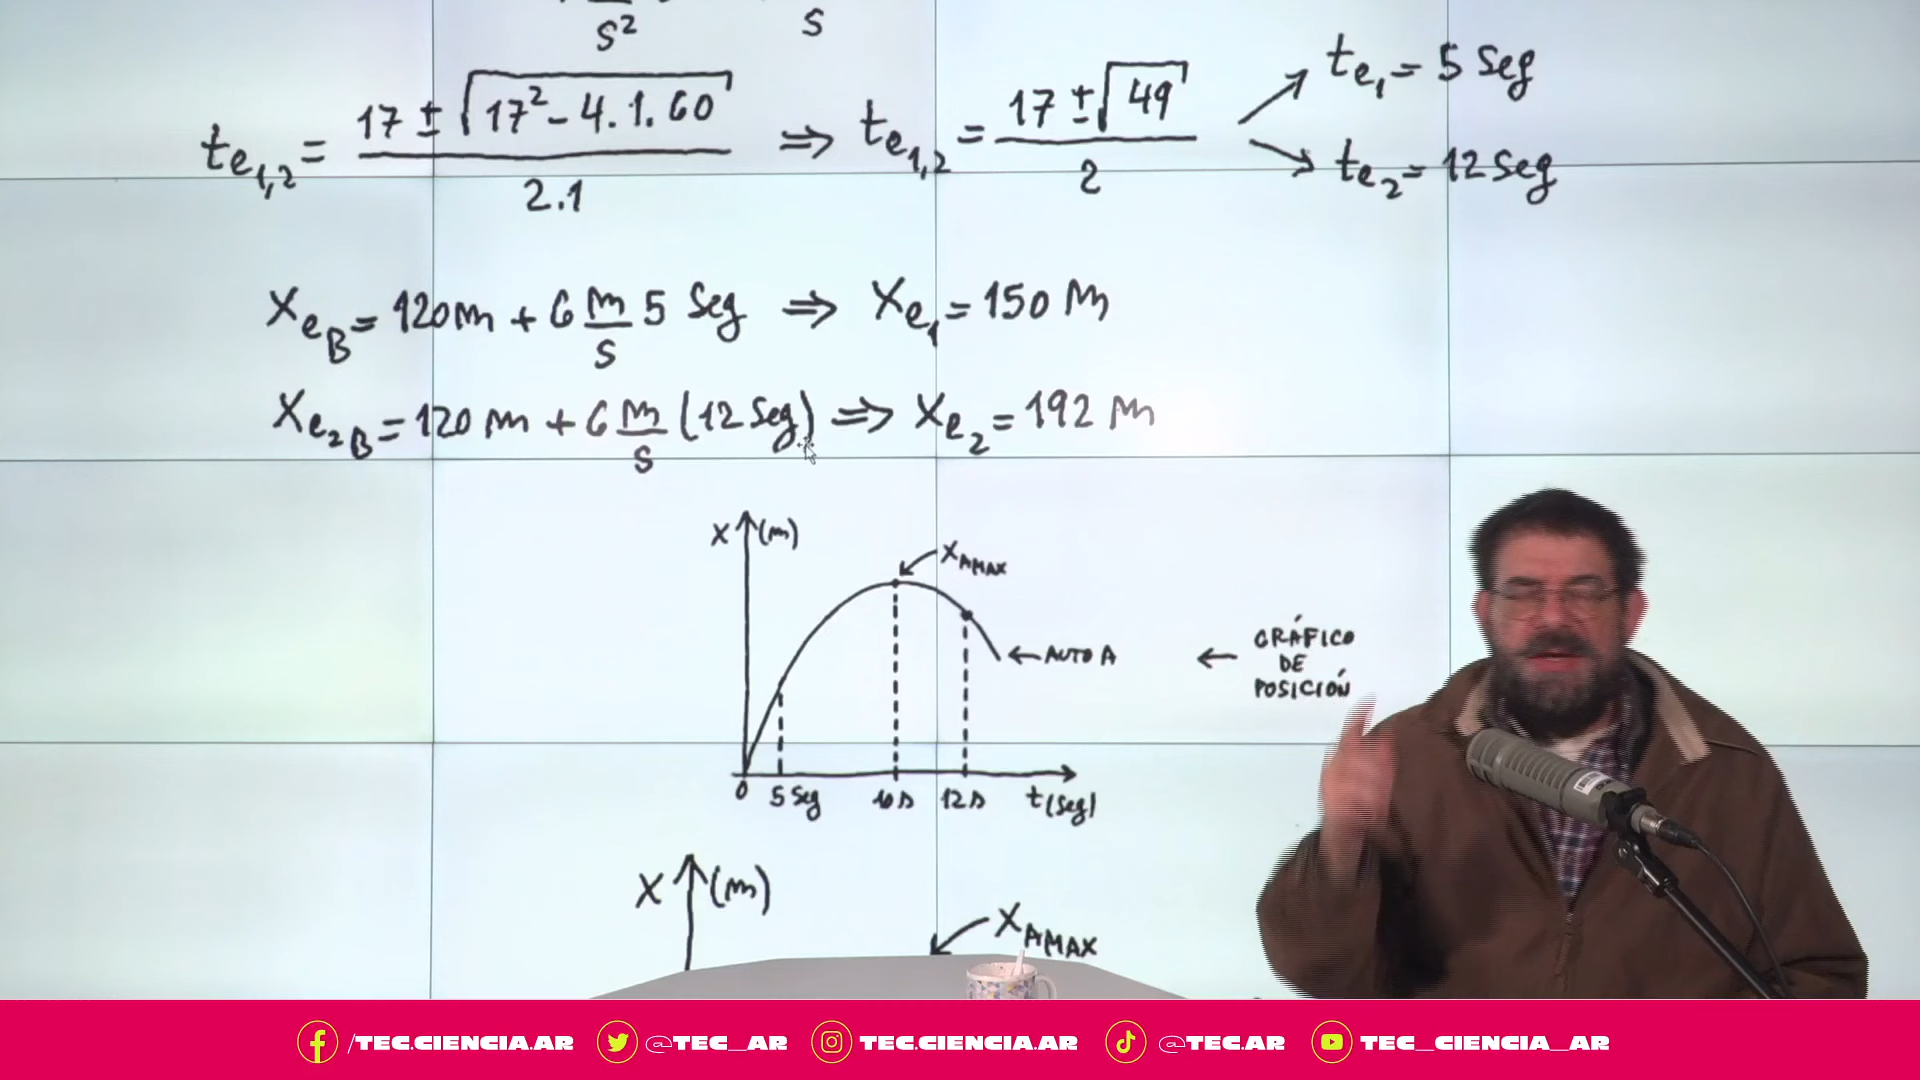 s² s
te₁,₂ = 17 ± √17² - 4.1.60 / 2.1 ⇒ te₁,₂ = 17 ± √49 / 2 te₁ = 5 Seg
te₂ = 12 Seg
XeB = 120 m + 6 m/s 5 Seg ⇒ Xe₁ = 150 m
Xe₂B = 120 m + 6 m/s (12 Seg) ⇒ Xe₂ = 192 m
X (m)
XAMAX
← AUTO A
← GRÁFICO
DE
POSICIÓN
0 5 Seg 10 s 12 s t (seg)
X (m)
XAMAX
/TEC.CIENCIA.AR @TEC_AR TEC.CIENCIA.AR @TEC.AR TEC_CIENCIA_AR